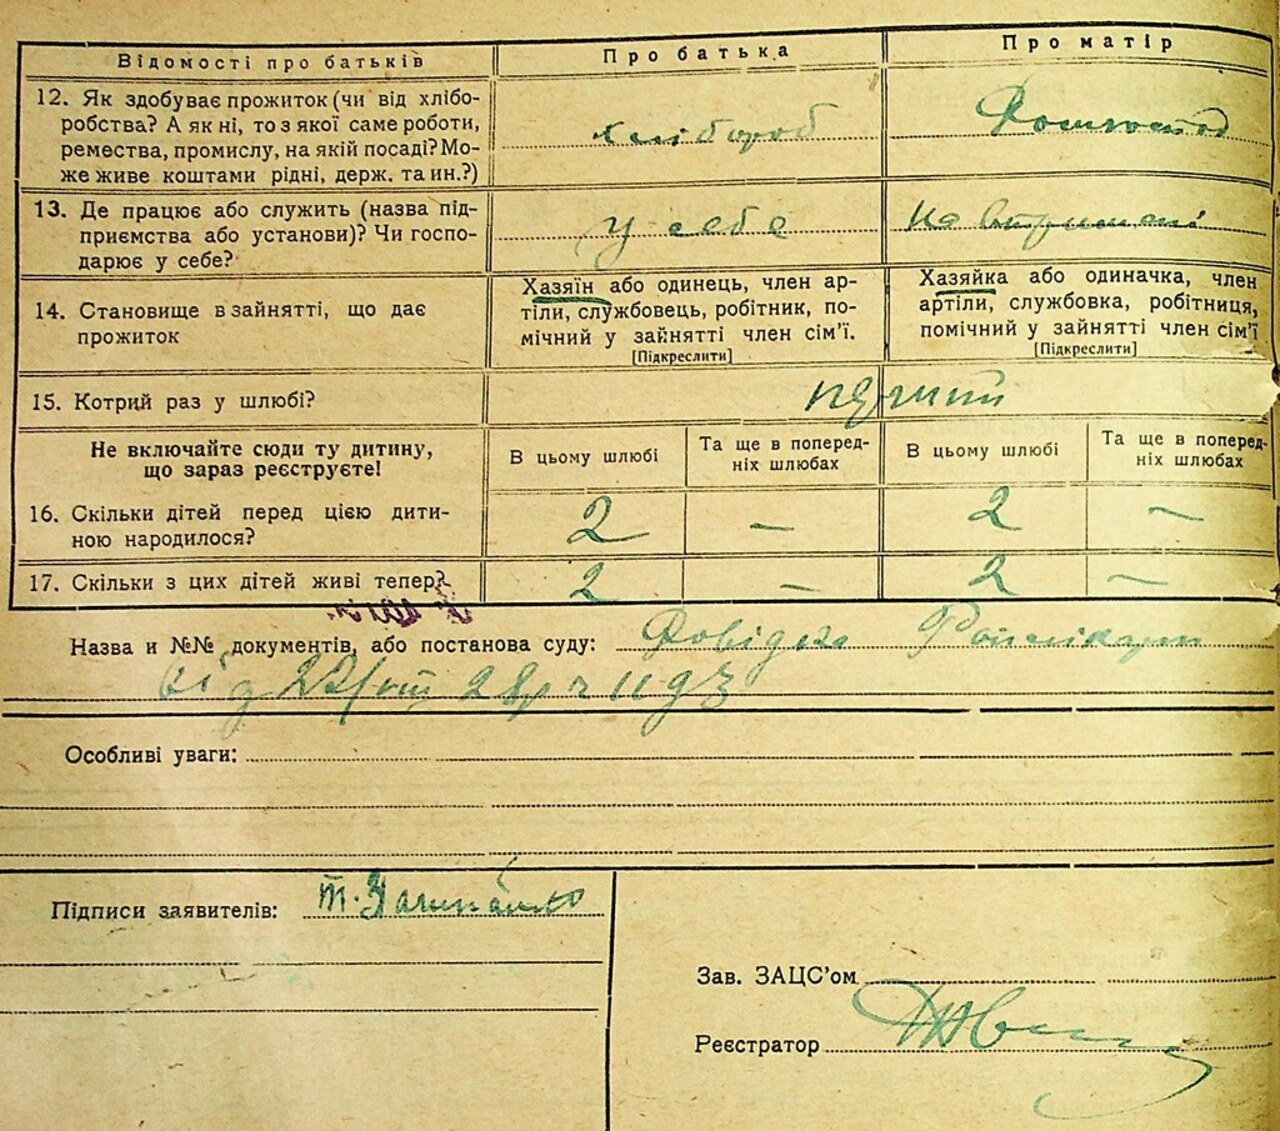 Відомості про батьків
Про батька
Про матір
12. Як здобуває прожиток (чи від хлібо-
робства? А як ні, то з якої саме роботи,
ремества, промислу, на якій посаді? Мо-
же живе коштами рідні, держ. та ин.?)
хлібороб
13. Де працює або служить (назва під-
приємства або установи)? Чи госпо-
дарює у себе?
у себе
на
14. Становище в зайнятті, що дає
прожиток
Хазяїн або одинець, член ар-
тіли, службовець, робітник, по-
мічний у зайнятті член сім'ї.
[Підкреслити]
Хазяйка або одиначка, член
артіли, службовка, робітниця,
помічний у зайнятті член сім'ї
[Підкреслити]
15. Котрий раз у шлюбі?
перший
Не включайте сюди ту дитину,
що зараз реєструєте!
В цьому шлюбі
Та ще в поперед-
ніх шлюбах
В цьому шлюбі
Та ще в поперед-
ніх шлюбах
16. Скільки дітей перед цією дити-
ною народилося?
2 — 2 —
17. Скільки з цих дітей живі тепер?
2 — 2 —
Назва и №№ документів, або постанова суду: Довідка
від
Особливі уваги:
Підписи заявителів: Т.
Зав. ЗАЦС'ом
Реєстратор